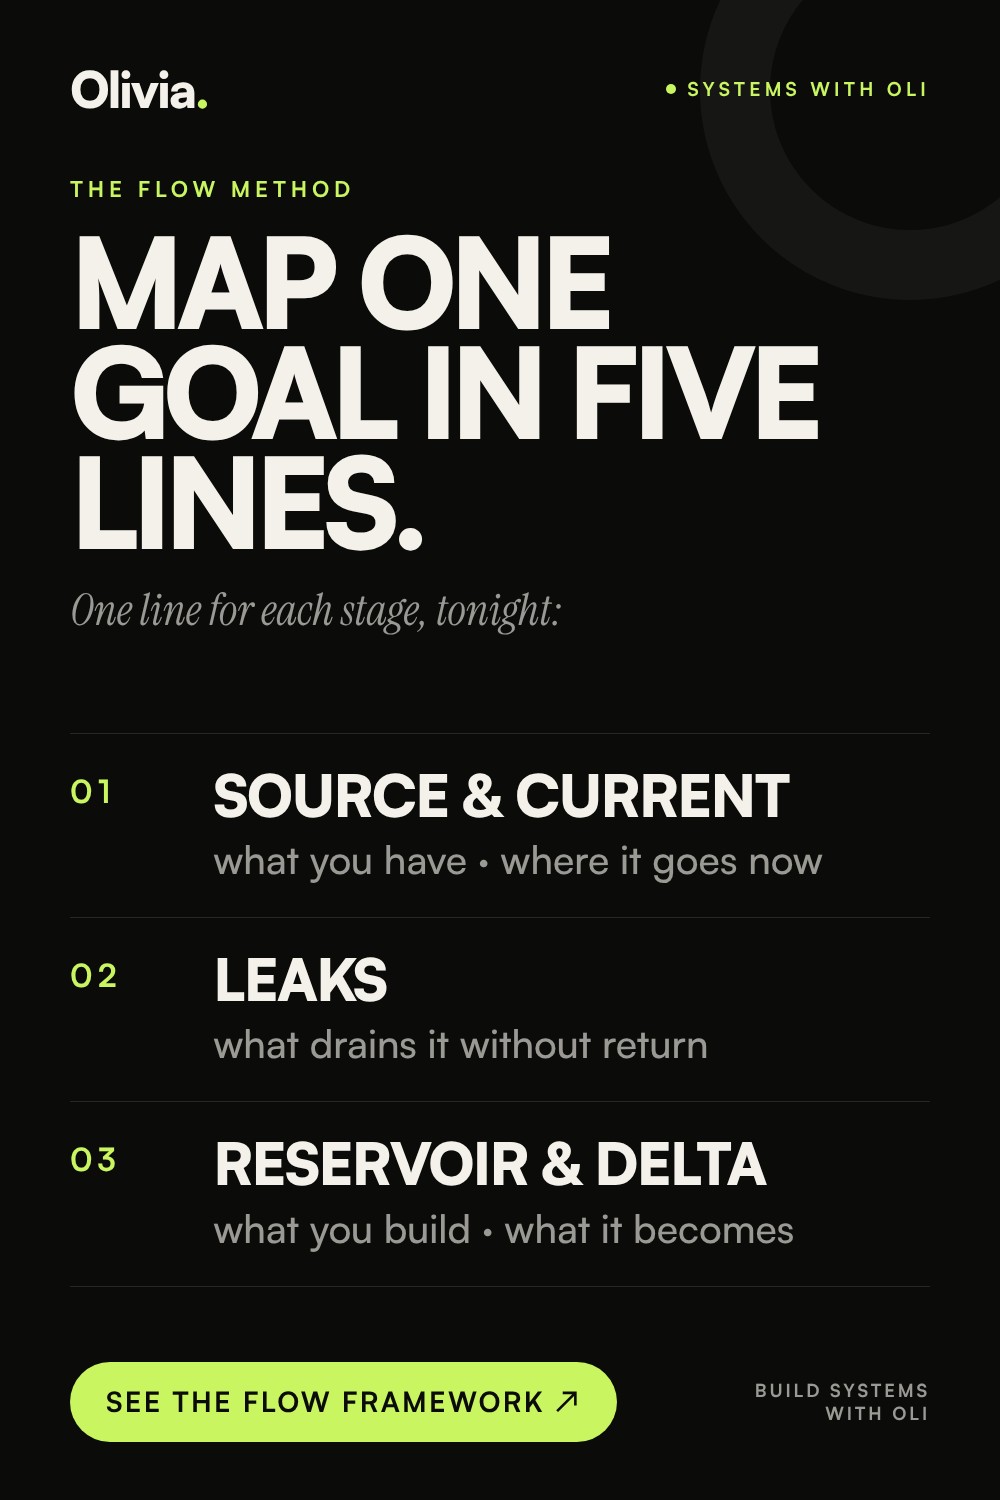 Olivia.
• SYSTEMS WITH OLI
THE FLOW METHOD
MAP ONE
GOAL IN FIVE
LINES.
One line for each stage, tonight:
01
SOURCE & CURRENT
what you have · where it goes now
02
LEAKS
what drains it without return
03
RESERVOIR & DELTA
what you build · what it becomes
SEE THE FLOW FRAMEWORK ↗
BUILD SYSTEMS
WITH OLI